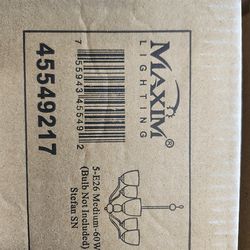 MAXIM®
LIGHTING
7 55943 45549 2
45549217
5-E26 Medium-60W
(Bulb Not Included)
Stefan SN